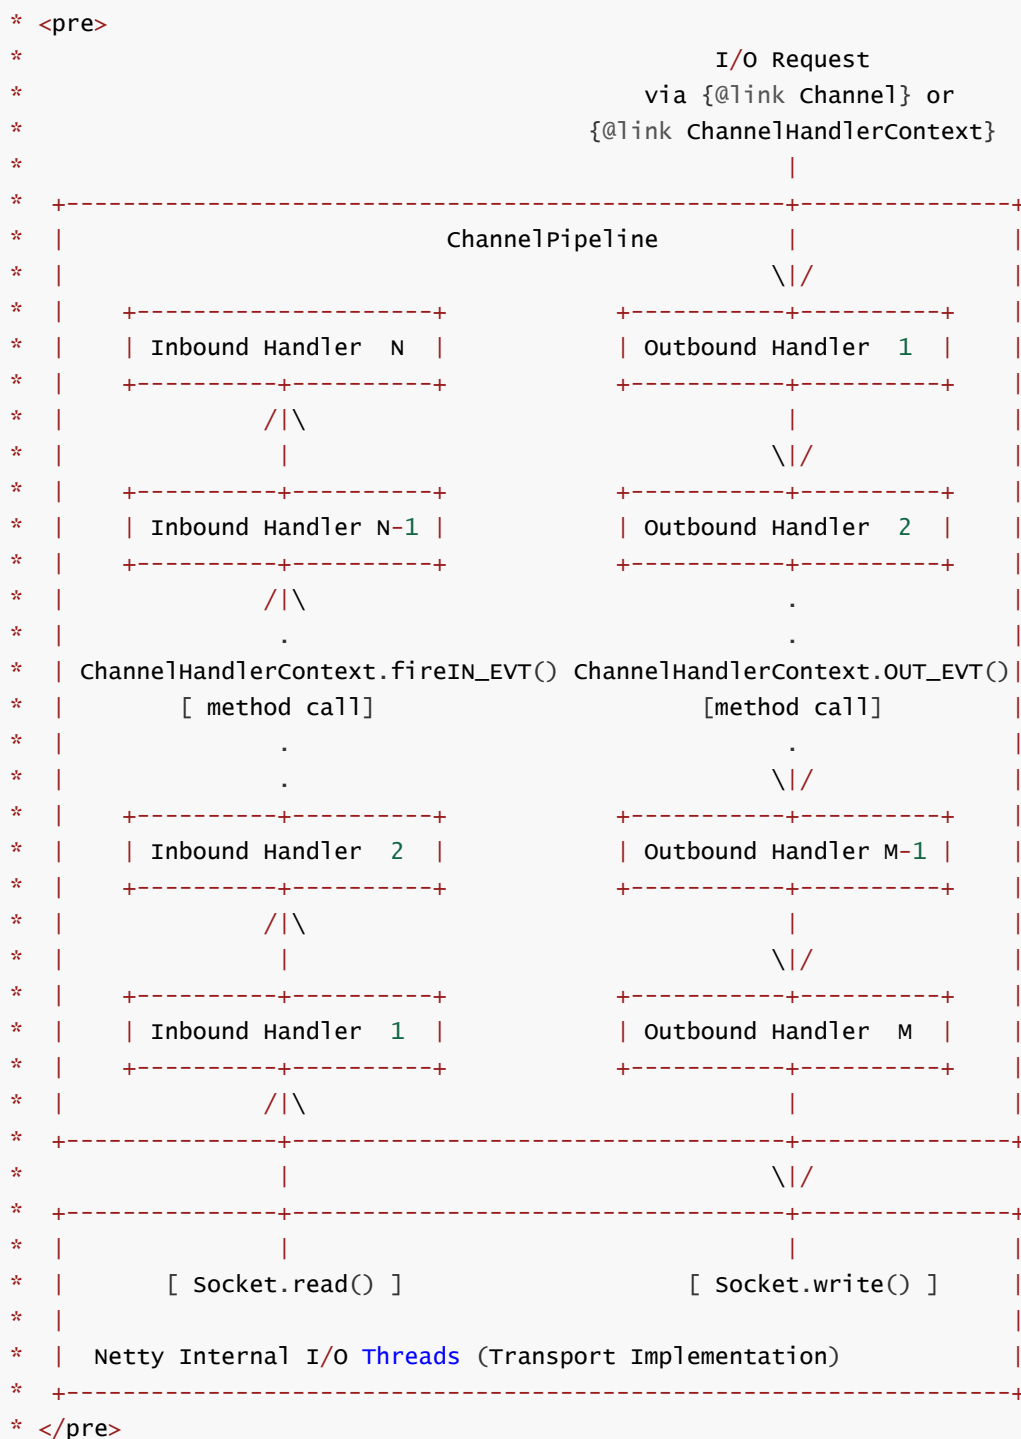 * <pre>
*                                                 I/O Request
*                                            via {@link Channel} or
*                                        {@link ChannelHandlerContext}
*                                                      |
*  +---------------------------------------------------+---------------+
*  |                           ChannelPipeline         |               |
*  |                                                  \|/              |
*  |    +---------------------+            +-----------+----------+    |
*  |    | Inbound Handler  N  |            | Outbound Handler  1  |    |
*  |    +----------+----------+            +-----------+----------+    |
*  |              /|\                                  |               |
*  |               |                                  \|/              |
*  |    +----------+----------+            +-----------+----------+    |
*  |    | Inbound Handler N-1 |            | Outbound Handler  2  |    |
*  |    +----------+----------+            +-----------+----------+    |
*  |              /|\                                  .               |
*  |               .                                   .               |
*  | ChannelHandlerContext.fireIN_EVT() ChannelHandlerContext.OUT_EVT()|
*  |        [ method call]                       [method call]         |
*  |               .                                   .               |
*  |               .                                  \|/              |
*  |    +----------+----------+            +-----------+----------+    |
*  |    | Inbound Handler  2  |            | Outbound Handler M-1 |    |
*  |    +----------+----------+            +-----------+----------+    |
*  |              /|\                                  |               |
*  |               |                                  \|/              |
*  |    +----------+----------+            +-----------+----------+    |
*  |    | Inbound Handler  1  |            | Outbound Handler  M  |    |
*  |    +----------+----------+            +-----------+----------+    |
*  |              /|\                                  |               |
*  +---------------+-----------------------------------+---------------+
*                  |                                  \|/
*  +---------------+-----------------------------------+---------------+
*  |               |                                   |               |
*  |       [ Socket.read() ]                    [ Socket.write() ]     |
*  |                                                                   |
*  |  Netty Internal I/O Threads (Transport Implementation)            |
*  +-------------------------------------------------------------------+
* </pre>